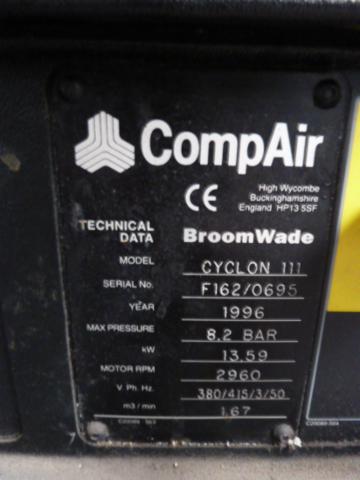 CompAir
CE
High Wycombe
Buckinghamshire
England HP13 5SF
TECHNICAL DATA BroomWade
MODEL CYCLON 111
SERIAL No. F162/0695
YEAR 1996
MAX PRESSURE 8.2 BAR
kW 13.59
MOTOR RPM 2960
V. Ph. Hz. 380/415/3/50
m3 / min 1.67